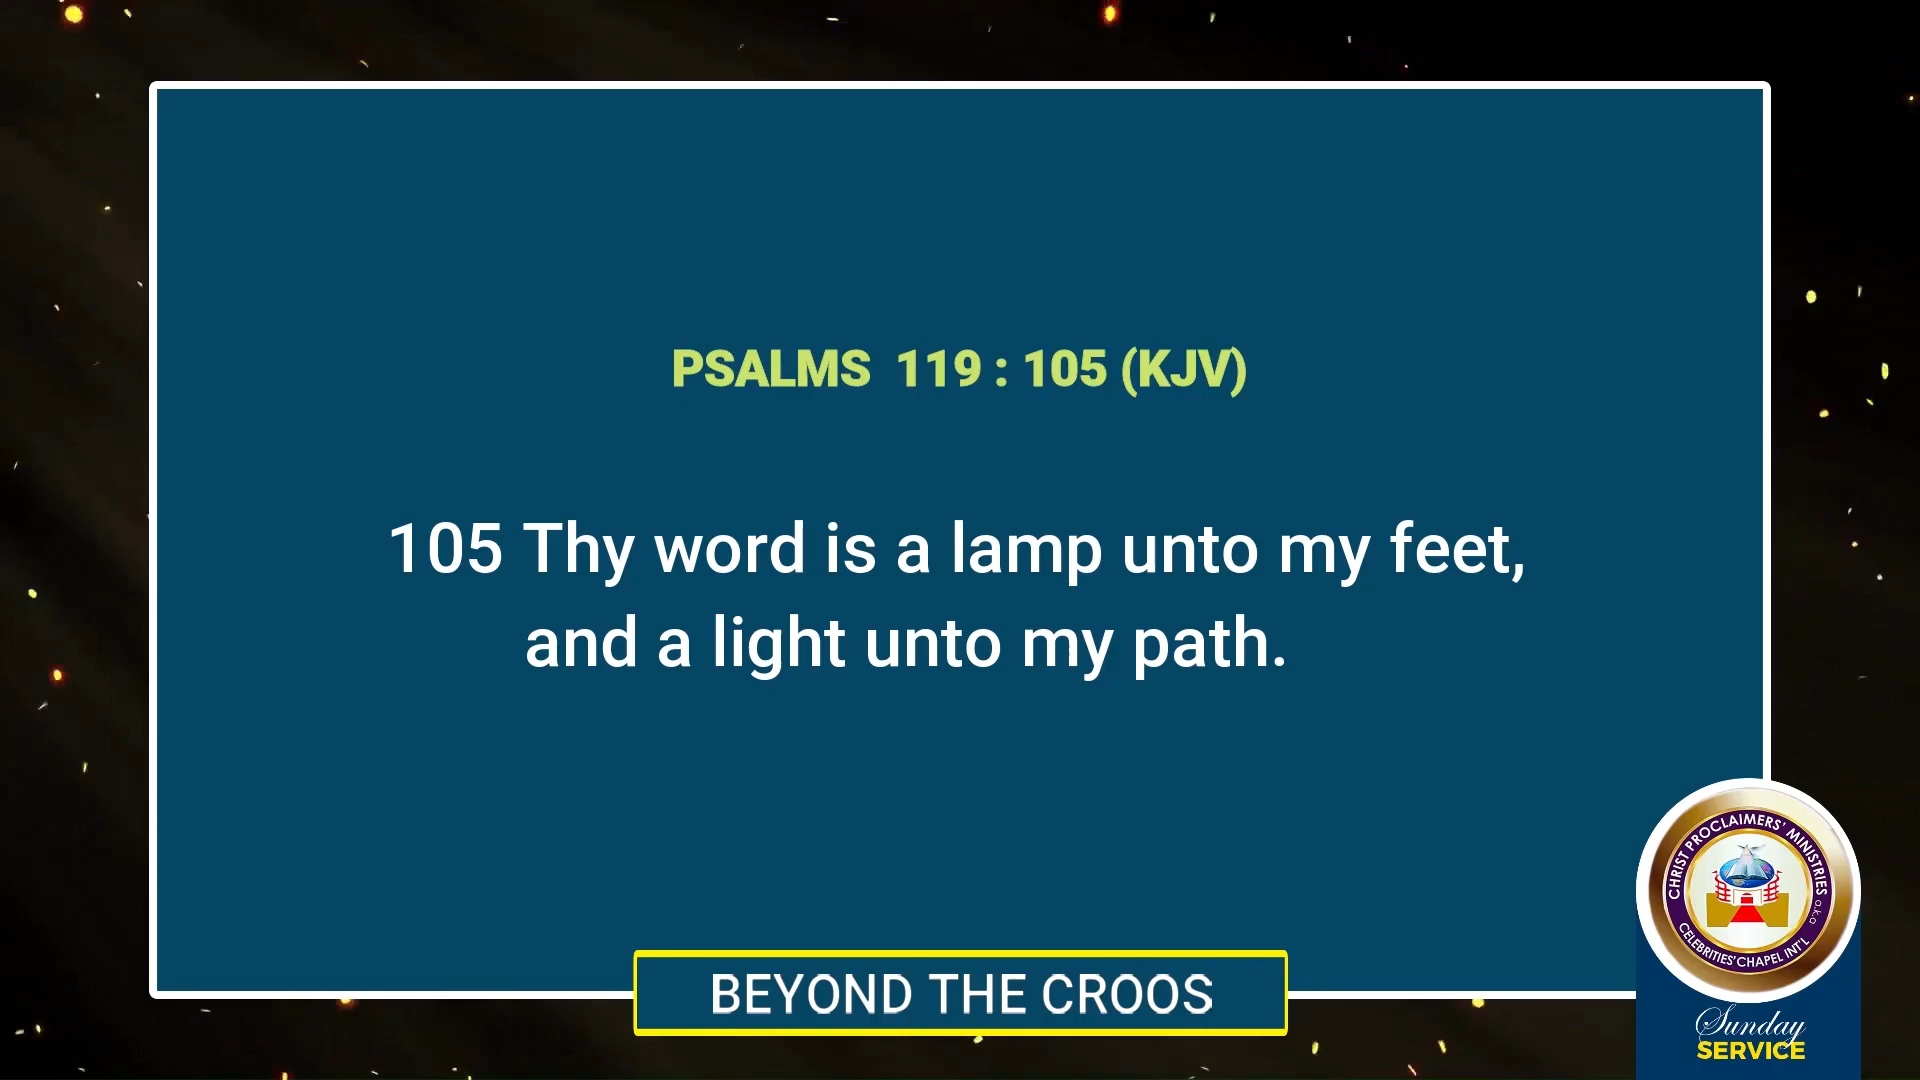 PSALMS 119 : 105 (KJV)
105 Thy word is a lamp unto my feet,
and a light unto my path.
BEYOND THE CROOS
CHRIST PROCLAIMERS' MINISTRIES a.k.a
CELEBRITIES' CHAPEL INT'L
Sunday
SERVICE